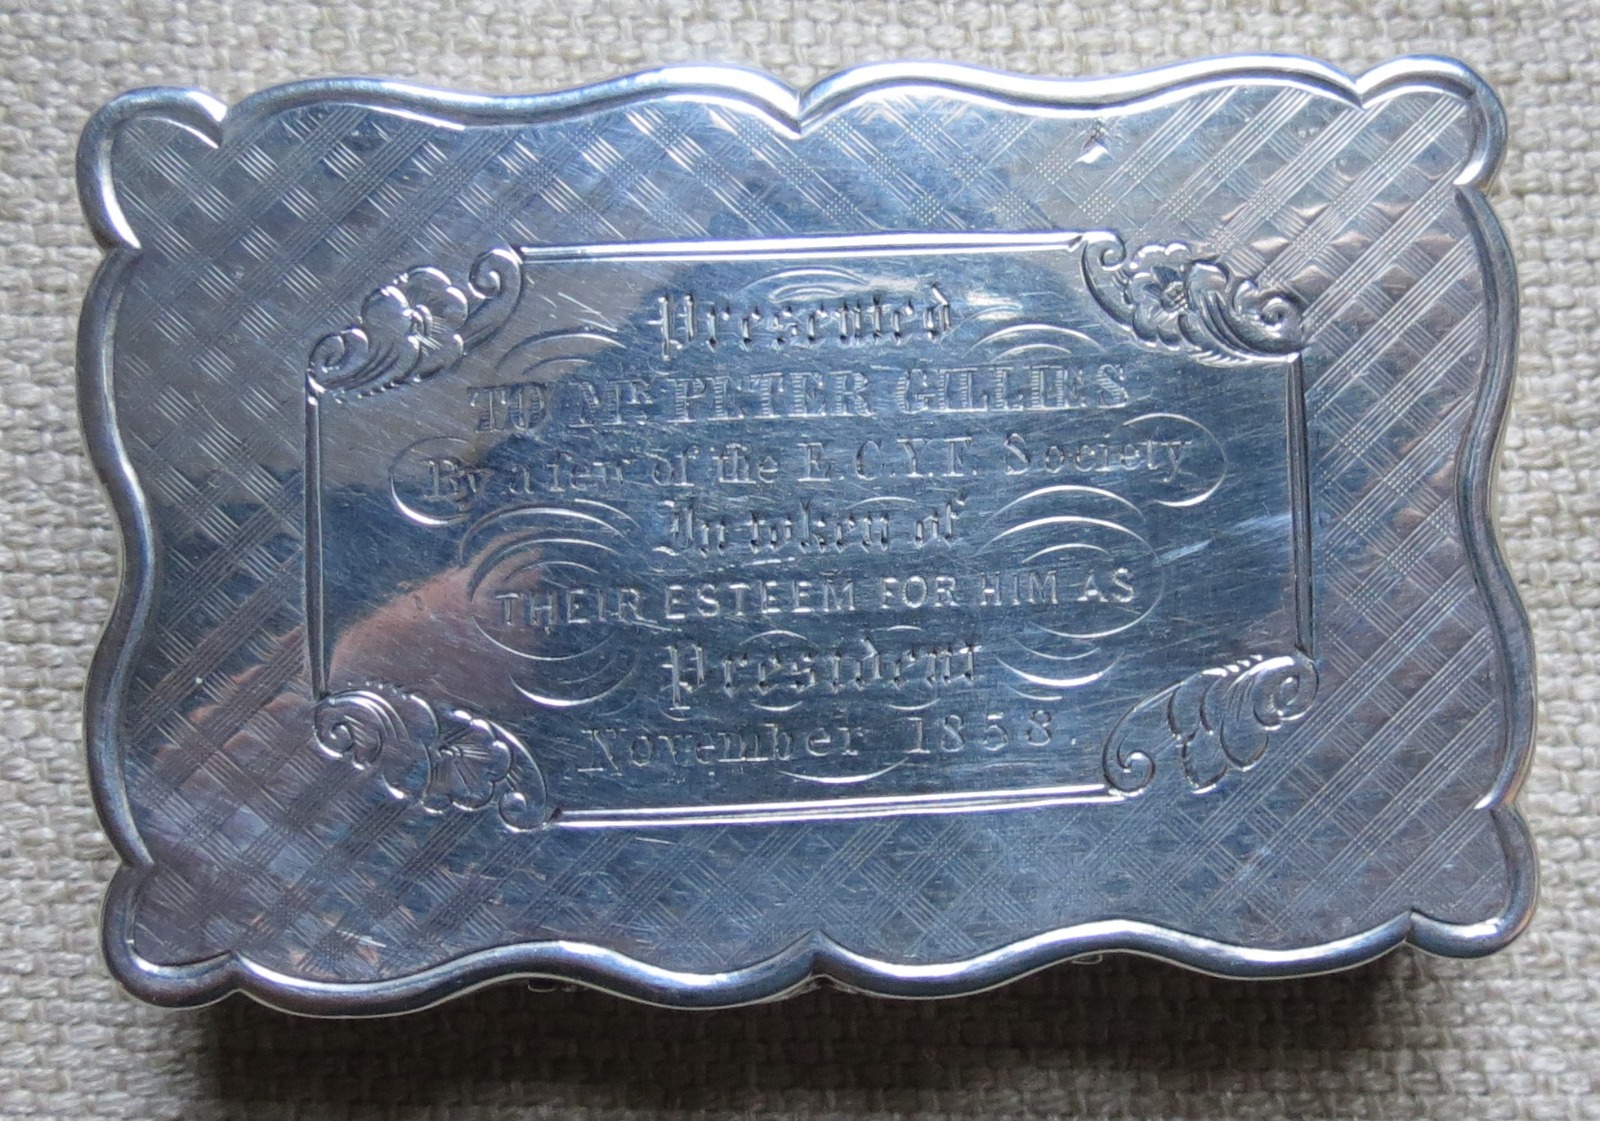 Presented
TO MR PETER GILLIES
By a few of the E.C.Y.F. Society
In token of
THEIR ESTEEM FOR HIM AS
President
November 1858.